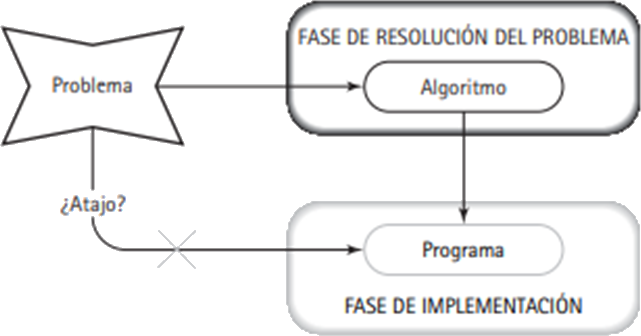 FASE DE RESOLUCIÓN DEL PROBLEMA
Problema
Algoritmo
¿Atajo?
Programa
FASE DE IMPLEMENTACIÓN